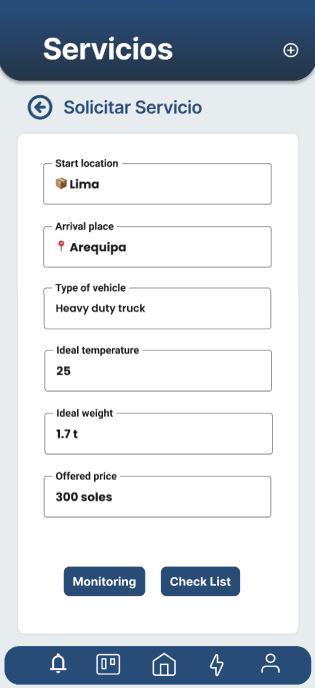 Servicios
Solicitar Servicio
Start location
📦 Lima
Arrival place
📍 Arequipa
Type of vehicle
Heavy duty truck
Ideal temperature
25
Ideal weight
1.7 t
Offered price
300 soles
Monitoring
Check List